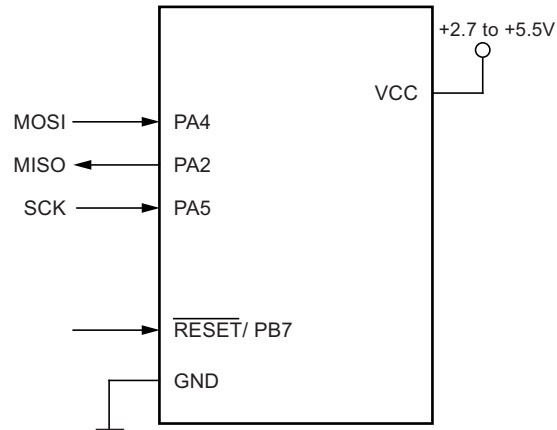 +2.7 to +5.5V
VCC
MOSI PA4
MISO PA2
SCK PA5
RESET/ PB7
GND